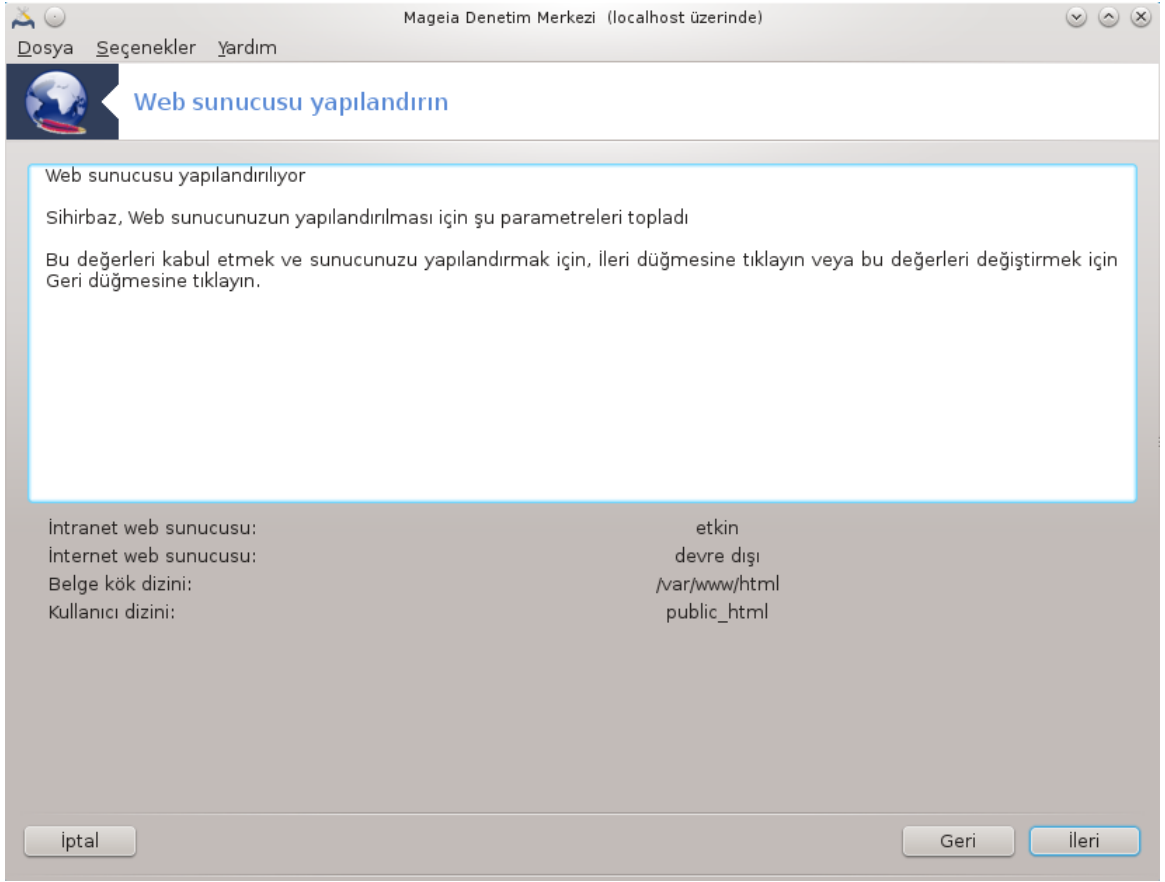 Mageia Denetim Merkezi (localhost üzerinde)
Dosya Seçenekler Yardım
Web sunucusu yapılandırın
Web sunucusu yapılandırılıyor
Sihirbaz, Web sunucunuzun yapılandırılması için şu parametreleri topladı
Bu değerleri kabul etmek ve sunucunuzu yapılandırmak için, İleri düğmesine tıklayın veya bu değerleri değiştirmek için
Geri düğmesine tıklayın.
İntranet web sunucusu: etkin
İnternet web sunucusu: devre dışı
Belge kök dizini: /var/www/html
Kullanıcı dizini: public_html
İptal Geri İleri